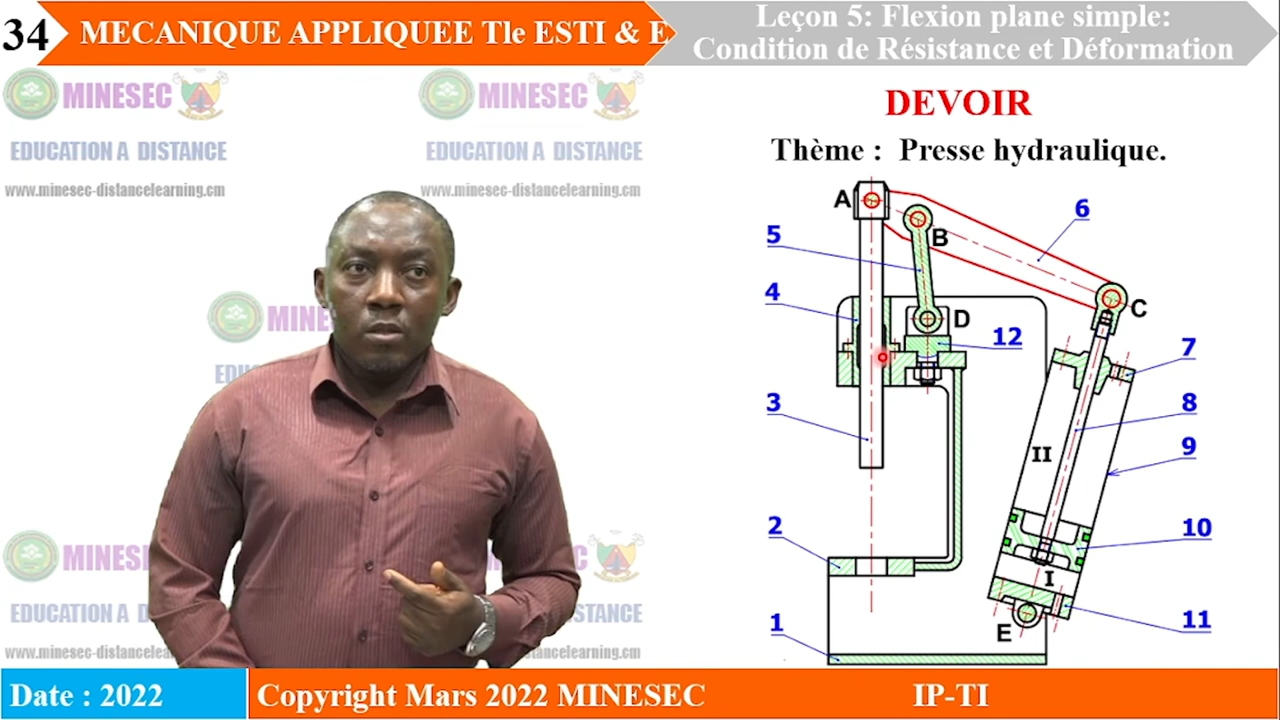 34
MECANIQUE APPLIQUEE Tle ESTI & E
Leçon 5: Flexion plane simple:
Condition de Résistance et Déformation
MINESEC
MINESEC
EDUCATION A DISTANCE
EDUCATION A DISTANCE
www.minesec-distancelearning.cm
www.minesec-distancelearning.cm
DEVOIR
Thème : Presse hydraulique.
A
6
5
B
4
C
D
12
7
3
8
II
9
2
10
I
1
E
11
MINE
EDU
MINESEC
EDUCATION A DISTANCE
STANCE
www.minesec-distancelearning.cm
Date : 2022
Copyright Mars 2022 MINESEC
IP-TI